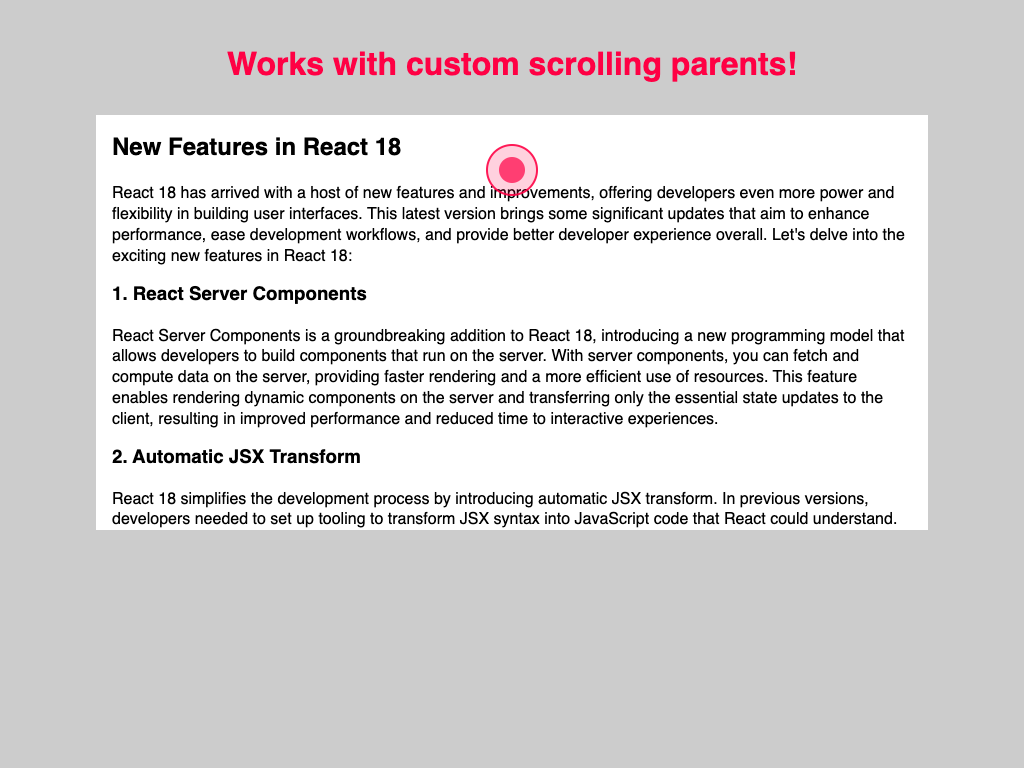 Works with custom scrolling parents!
New Features in React 18
React 18 has arrived with a host of new features and improvements, offering developers even more power and
flexibility in building user interfaces. This latest version brings some significant updates that aim to enhance
performance, ease development workflows, and provide better developer experience overall. Let's delve into the
exciting new features in React 18:
1. React Server Components
React Server Components is a groundbreaking addition to React 18, introducing a new programming model that
allows developers to build components that run on the server. With server components, you can fetch and
compute data on the server, providing faster rendering and a more efficient use of resources. This feature
enables rendering dynamic components on the server and transferring only the essential state updates to the
client, resulting in improved performance and reduced time to interactive experiences.
2. Automatic JSX Transform
React 18 simplifies the development process by introducing automatic JSX transform. In previous versions,
developers needed to set up tooling to transform JSX syntax into JavaScript code that React could understand.